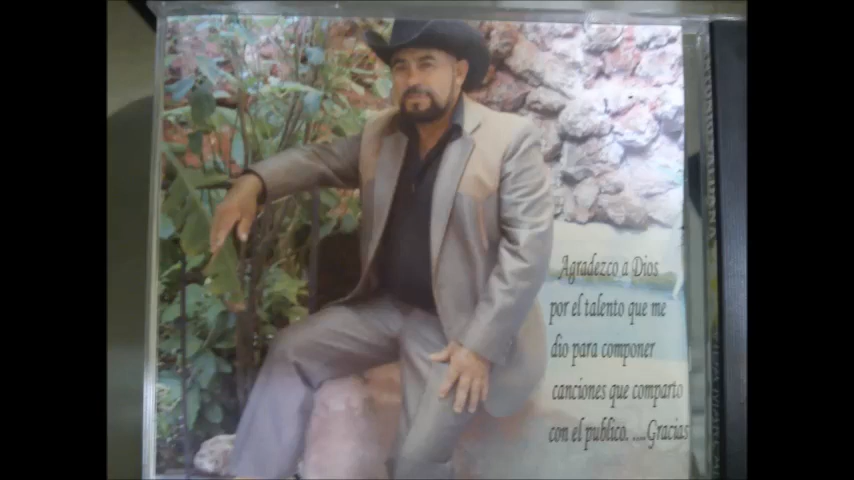 Agradezco a Dios
por el talento que me
dio para componer
canciones que comparto
con el publico. ....Gracias